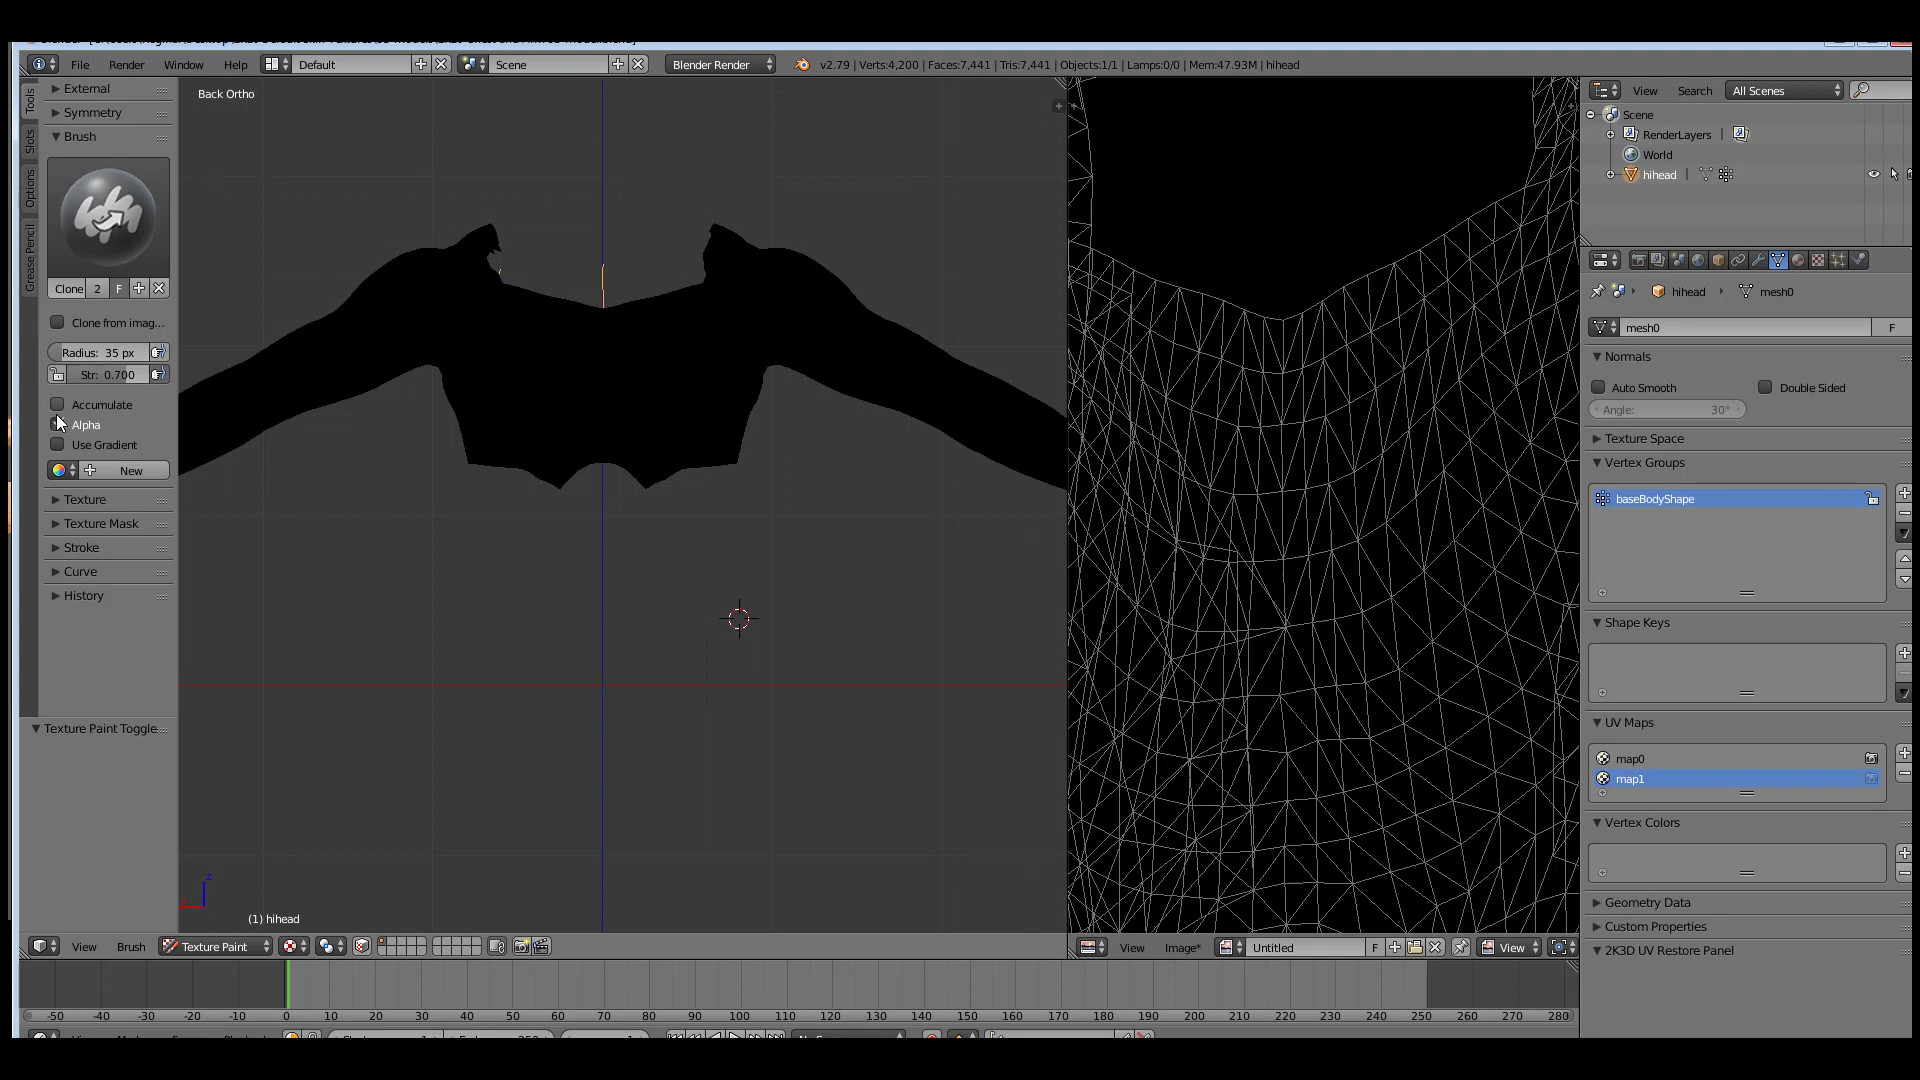 File Render Window Help Default Scene Blender Render v2.79 | Verts:4,200 | Faces:7,441 | Tris:7,441 | Objects:1/1 | Lamps:0/0 | Mem:47.93M | hihead
Tools
Slots
Options
Grease Pencil
External
Symmetry
Brush
Clone 2 F
Clone from imag...
Radius: 35 px
Str: 0.700
Accumulate
Alpha
Use Gradient
New
Texture
Texture Mask
Stroke
Curve
History
Texture Paint Toggle
Back Ortho
z
(1) hihead
View Brush Texture Paint
View Image* Untitled F View
View Search All Scenes
Scene
RenderLayers |
World
hihead |
hihead mesh0
mesh0 F
Normals
Auto Smooth Double Sided
Angle: 30°
Texture Space
Vertex Groups
baseBodyShape
Shape Keys
UV Maps
map0
map1
Vertex Colors
Geometry Data
Custom Properties
2K3D UV Restore Panel
-50 -40 -30 -20 -10 0 10 20 30 40 50 60 70 80 90 100 110 120 130 140 150 160 170 180 190 200 210 220 230 240 250 260 270 280